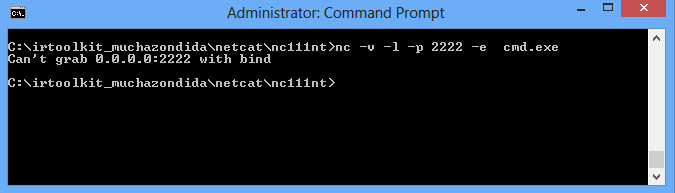 Administrator: Command Prompt
C:\irtoolkit_muchazondida\netcat\nc111nt>nc -v -l -p 2222 -e  cmd.exe
Can't grab 0.0.0.0:2222 with bind
C:\irtoolkit_muchazondida\netcat\nc111nt>